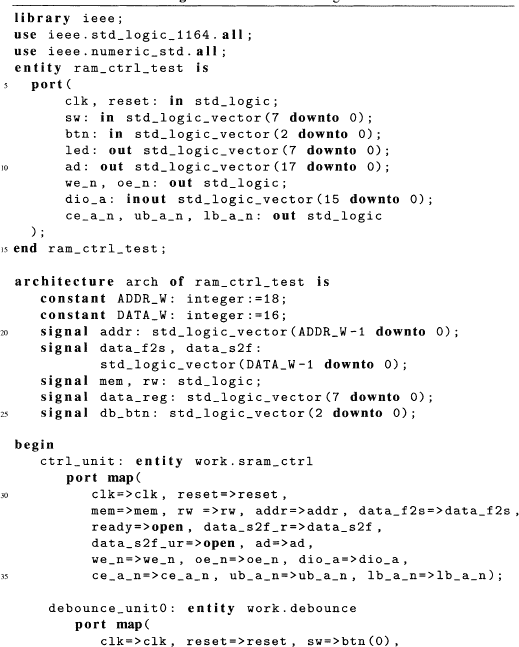 library ieee;
use ieee.std_logic_1164.all;
use ieee.numeric_std.all;
entity ram_ctrl_test is
5 port(
clk, reset: in std_logic;
sw: in std_logic_vector(7 downto 0);
btn: in std_logic_vector(2 downto 0);
led: out std_logic_vector(7 downto 0);
10 ad: out std_logic_vector(17 downto 0);
we_n, oe_n: out std_logic;
dio_a: inout std_logic_vector(15 downto 0);
ce_a_n, ub_a_n, lb_a_n: out std_logic
);
15 end ram_ctrl_test;
architecture arch of ram_ctrl_test is
constant ADDR_W: integer:=18;
constant DATA_W: integer:=16;
20 signal addr: std_logic_vector(ADDR_W-1 downto 0);
signal data_f2s, data_s2f:
std_logic_vector(DATA_W-1 downto 0);
signal mem, rw: std_logic;
signal data_reg: std_logic_vector(7 downto 0);
25 signal db_btn: std_logic_vector(2 downto 0);
begin
ctrl_unit: entity work.sram_ctrl
port map(
30 clk=>clk, reset=>reset,
mem=>mem, rw =>rw, addr=>addr, data_f2s=>data_f2s,
ready=>open, data_s2f_r=>data_s2f,
data_s2f_ur=>open, ad=>ad,
we_n=>we_n, oe_n=>oe_n, dio_a=>dio_a,
35 ce_a_n=>ce_a_n, ub_a_n=>ub_a_n, lb_a_n=>lb_a_n);
debounce_unit0: entity work.debounce
port map(
clk=>clk, reset=>reset, sw=>btn(0),